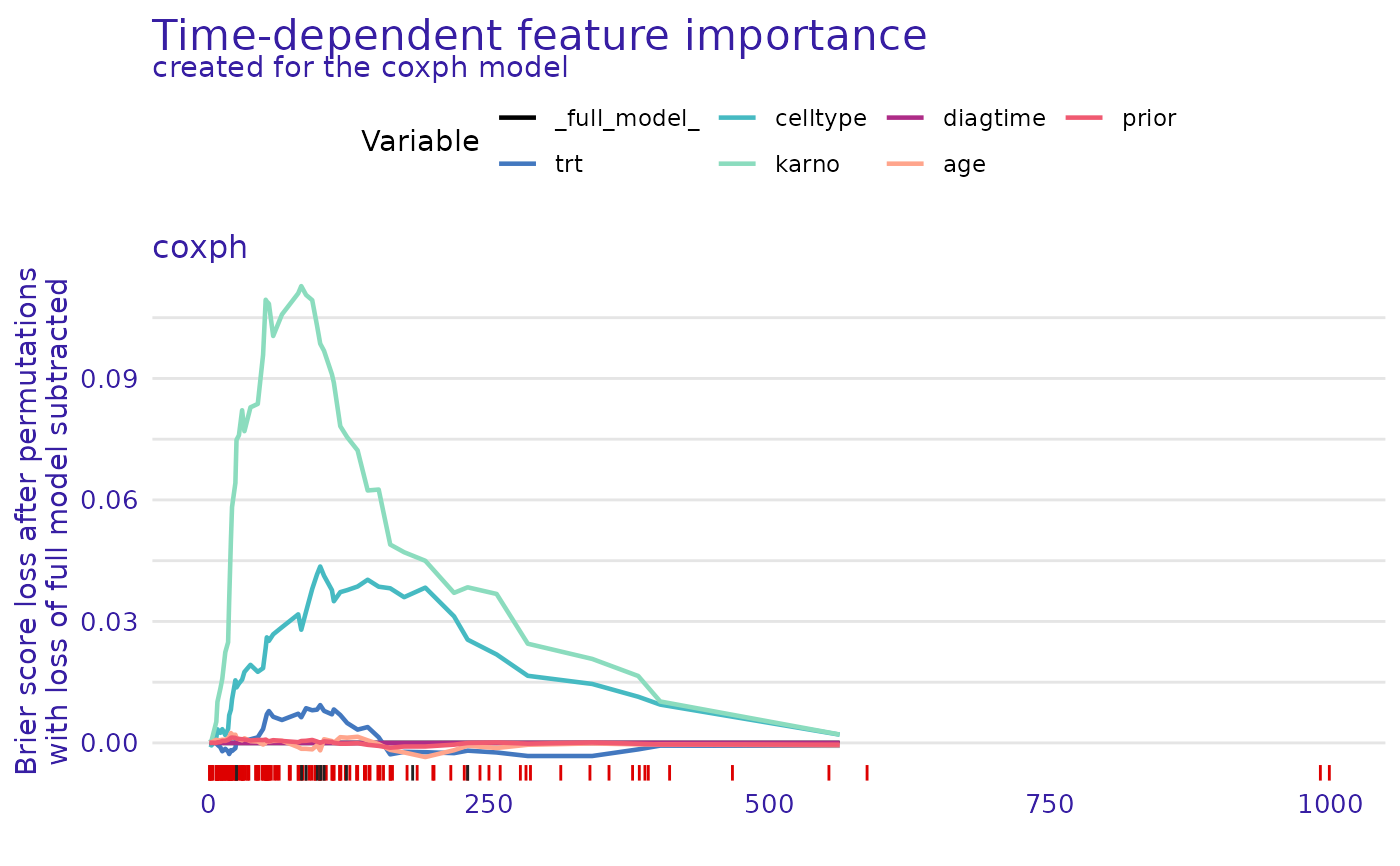 Time-dependent feature importance
created for the coxph model
Variable
_full_model_ celltype diagtime prior
trt karno age
coxph
Brier score loss after permutations
with loss of full model subtracted
0.09
0.06
0.03
0.00
0 250 500 750 1000